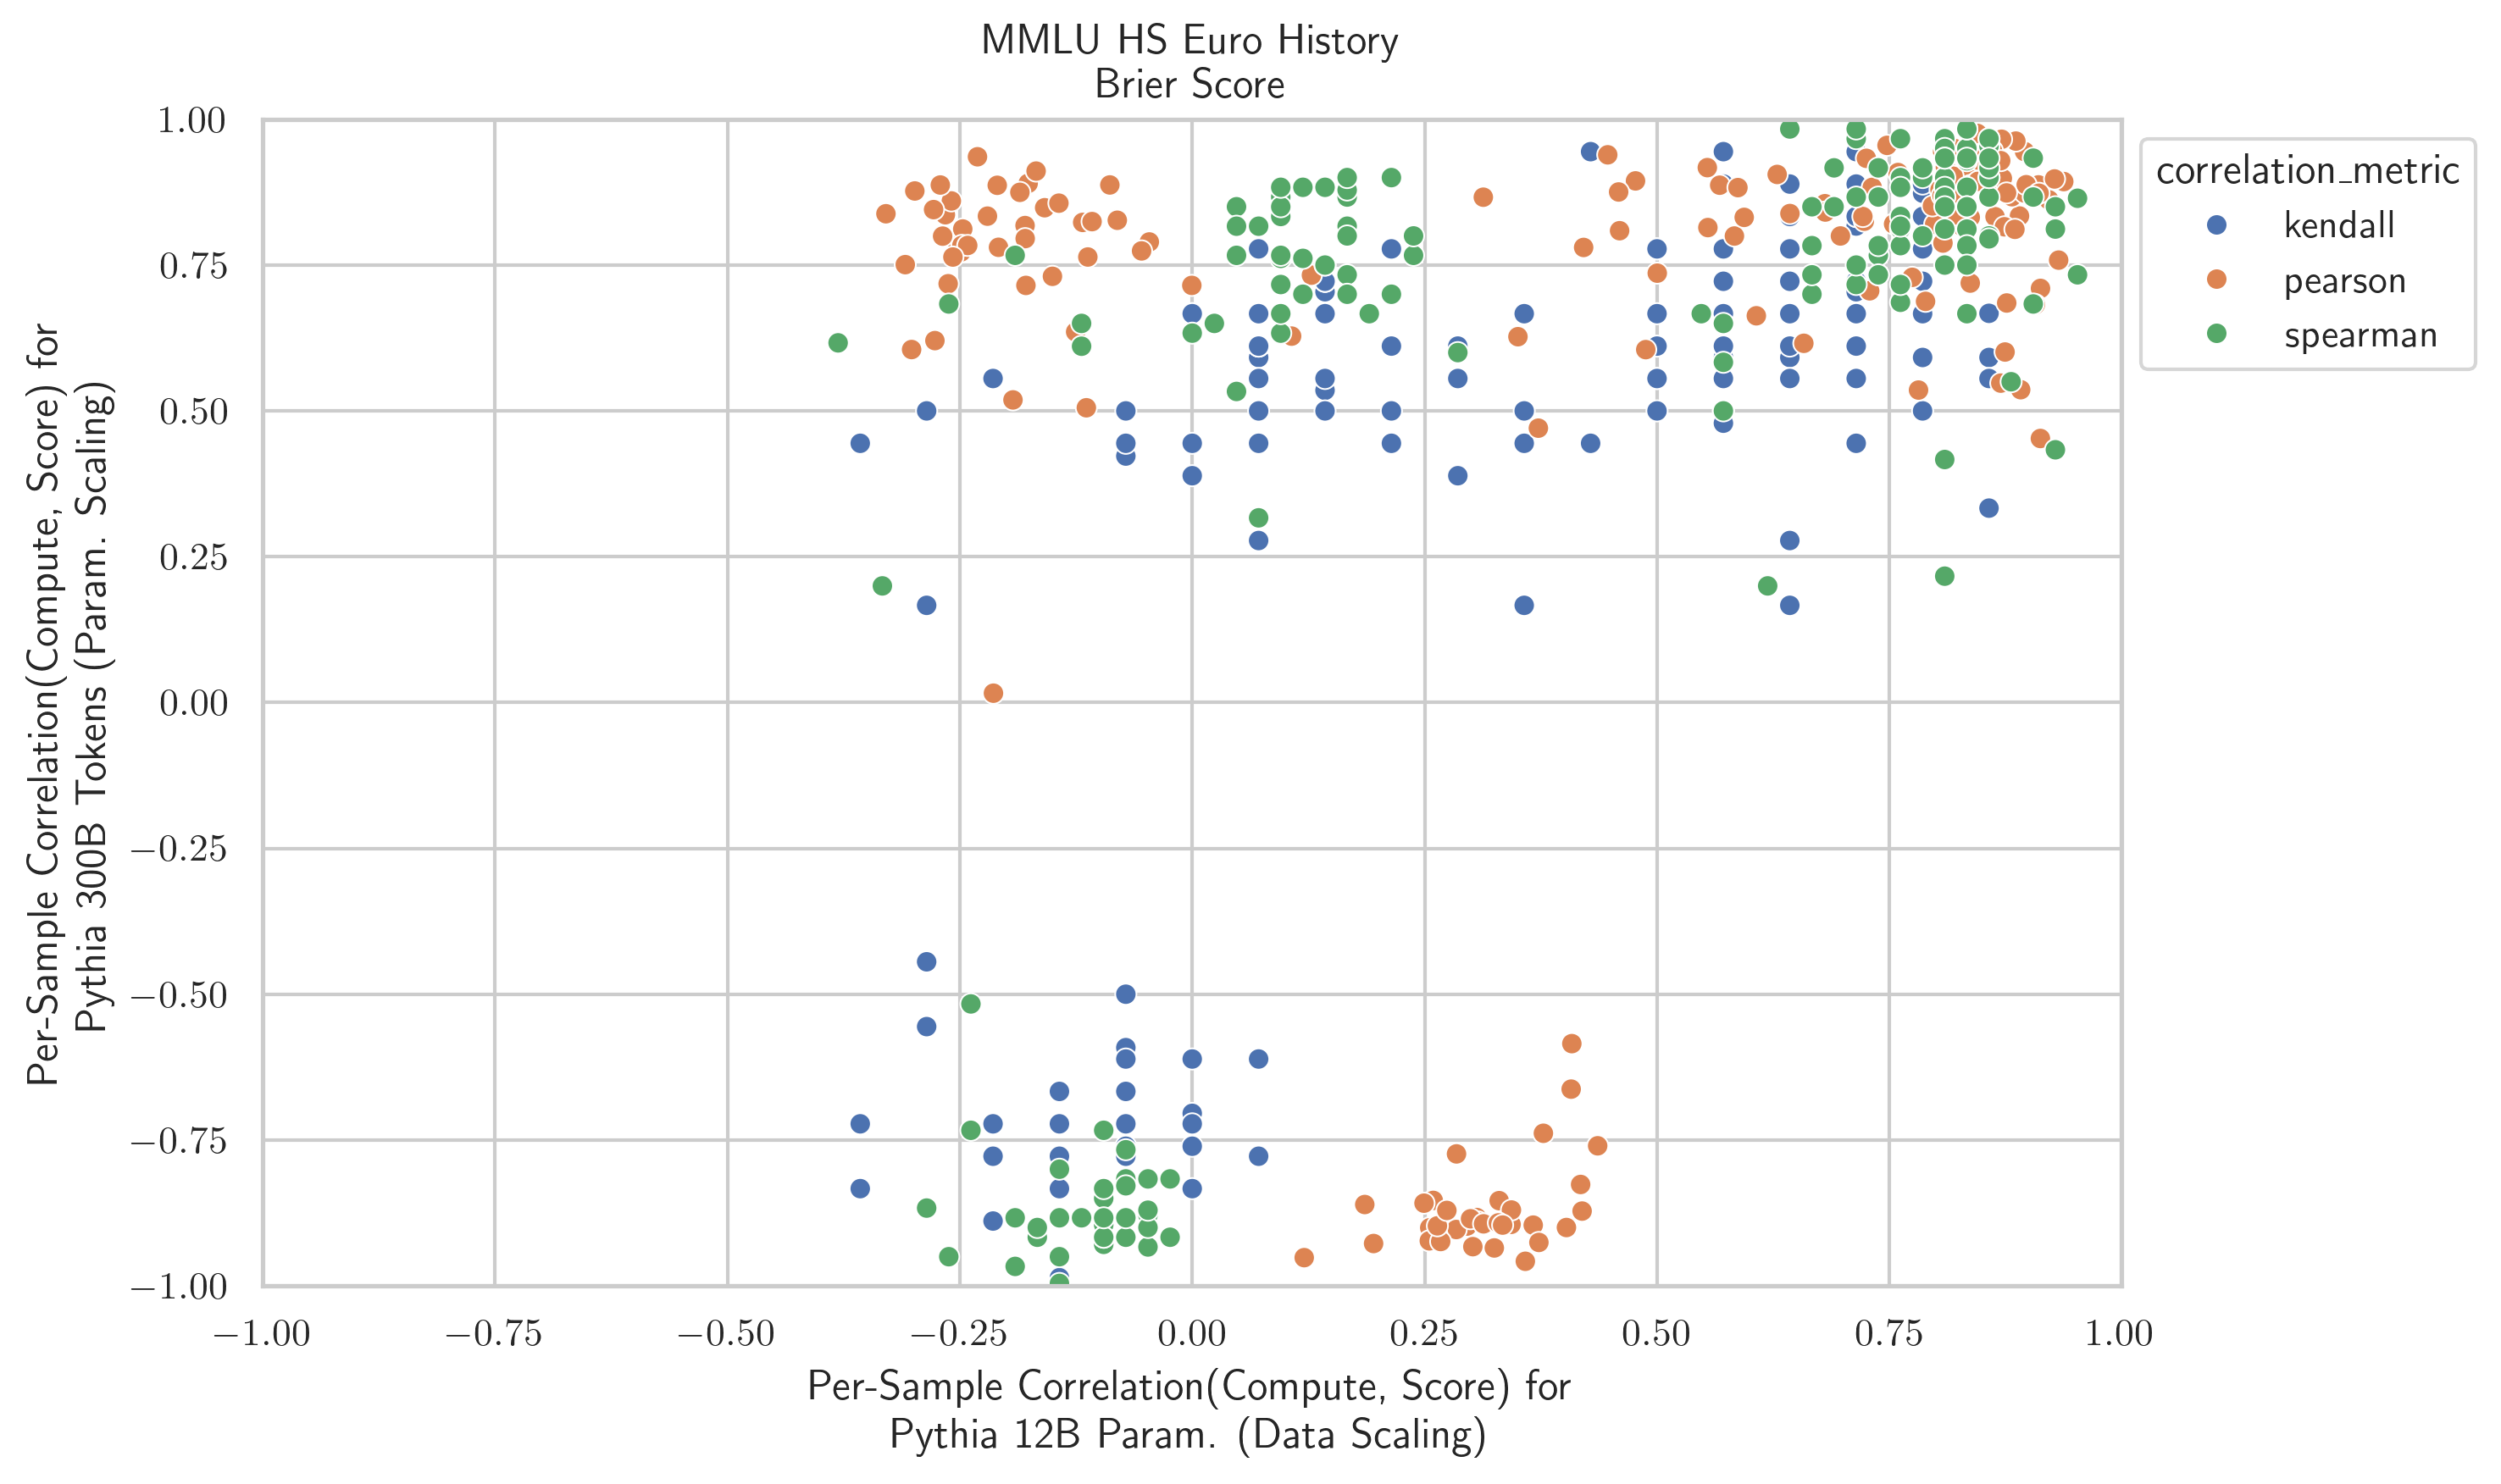 MMLU HS Euro History
Brier Score
Per-Sample Correlation(Compute, Score) for
Pythia 300B Tokens (Param. Scaling)
1.00
0.75
0.50
0.25
0.00
−0.25
−0.50
−0.75
−1.00
−1.00 −0.75 −0.50 −0.25 0.00 0.25 0.50 0.75 1.00
Per-Sample Correlation(Compute, Score) for
Pythia 12B Param. (Data Scaling)
correlation_metric
kendall
pearson
spearman